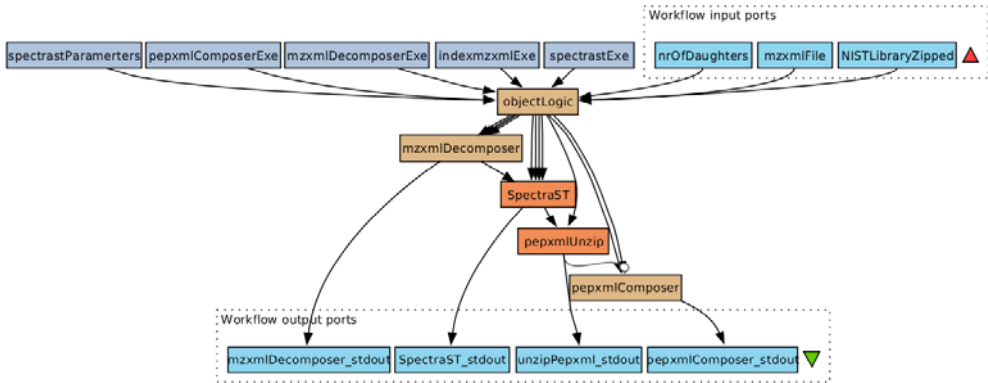 Workflow input ports
spectrastParamerters
pepxmlComposerExe
mzxmlDecomposerExe
indexmzxmlExe
spectrastExe
nrOfDaughters
mzxmlFile
NISTLibraryZipped
objectLogic
mzxmlDecomposer
SpectraST
pepxmlUnzip
pepxmlComposer
Workflow output ports
mzxmlDecomposer_stdout
SpectraST_stdout
unzipPepxml_stdout
pepxmlComposer_stdout